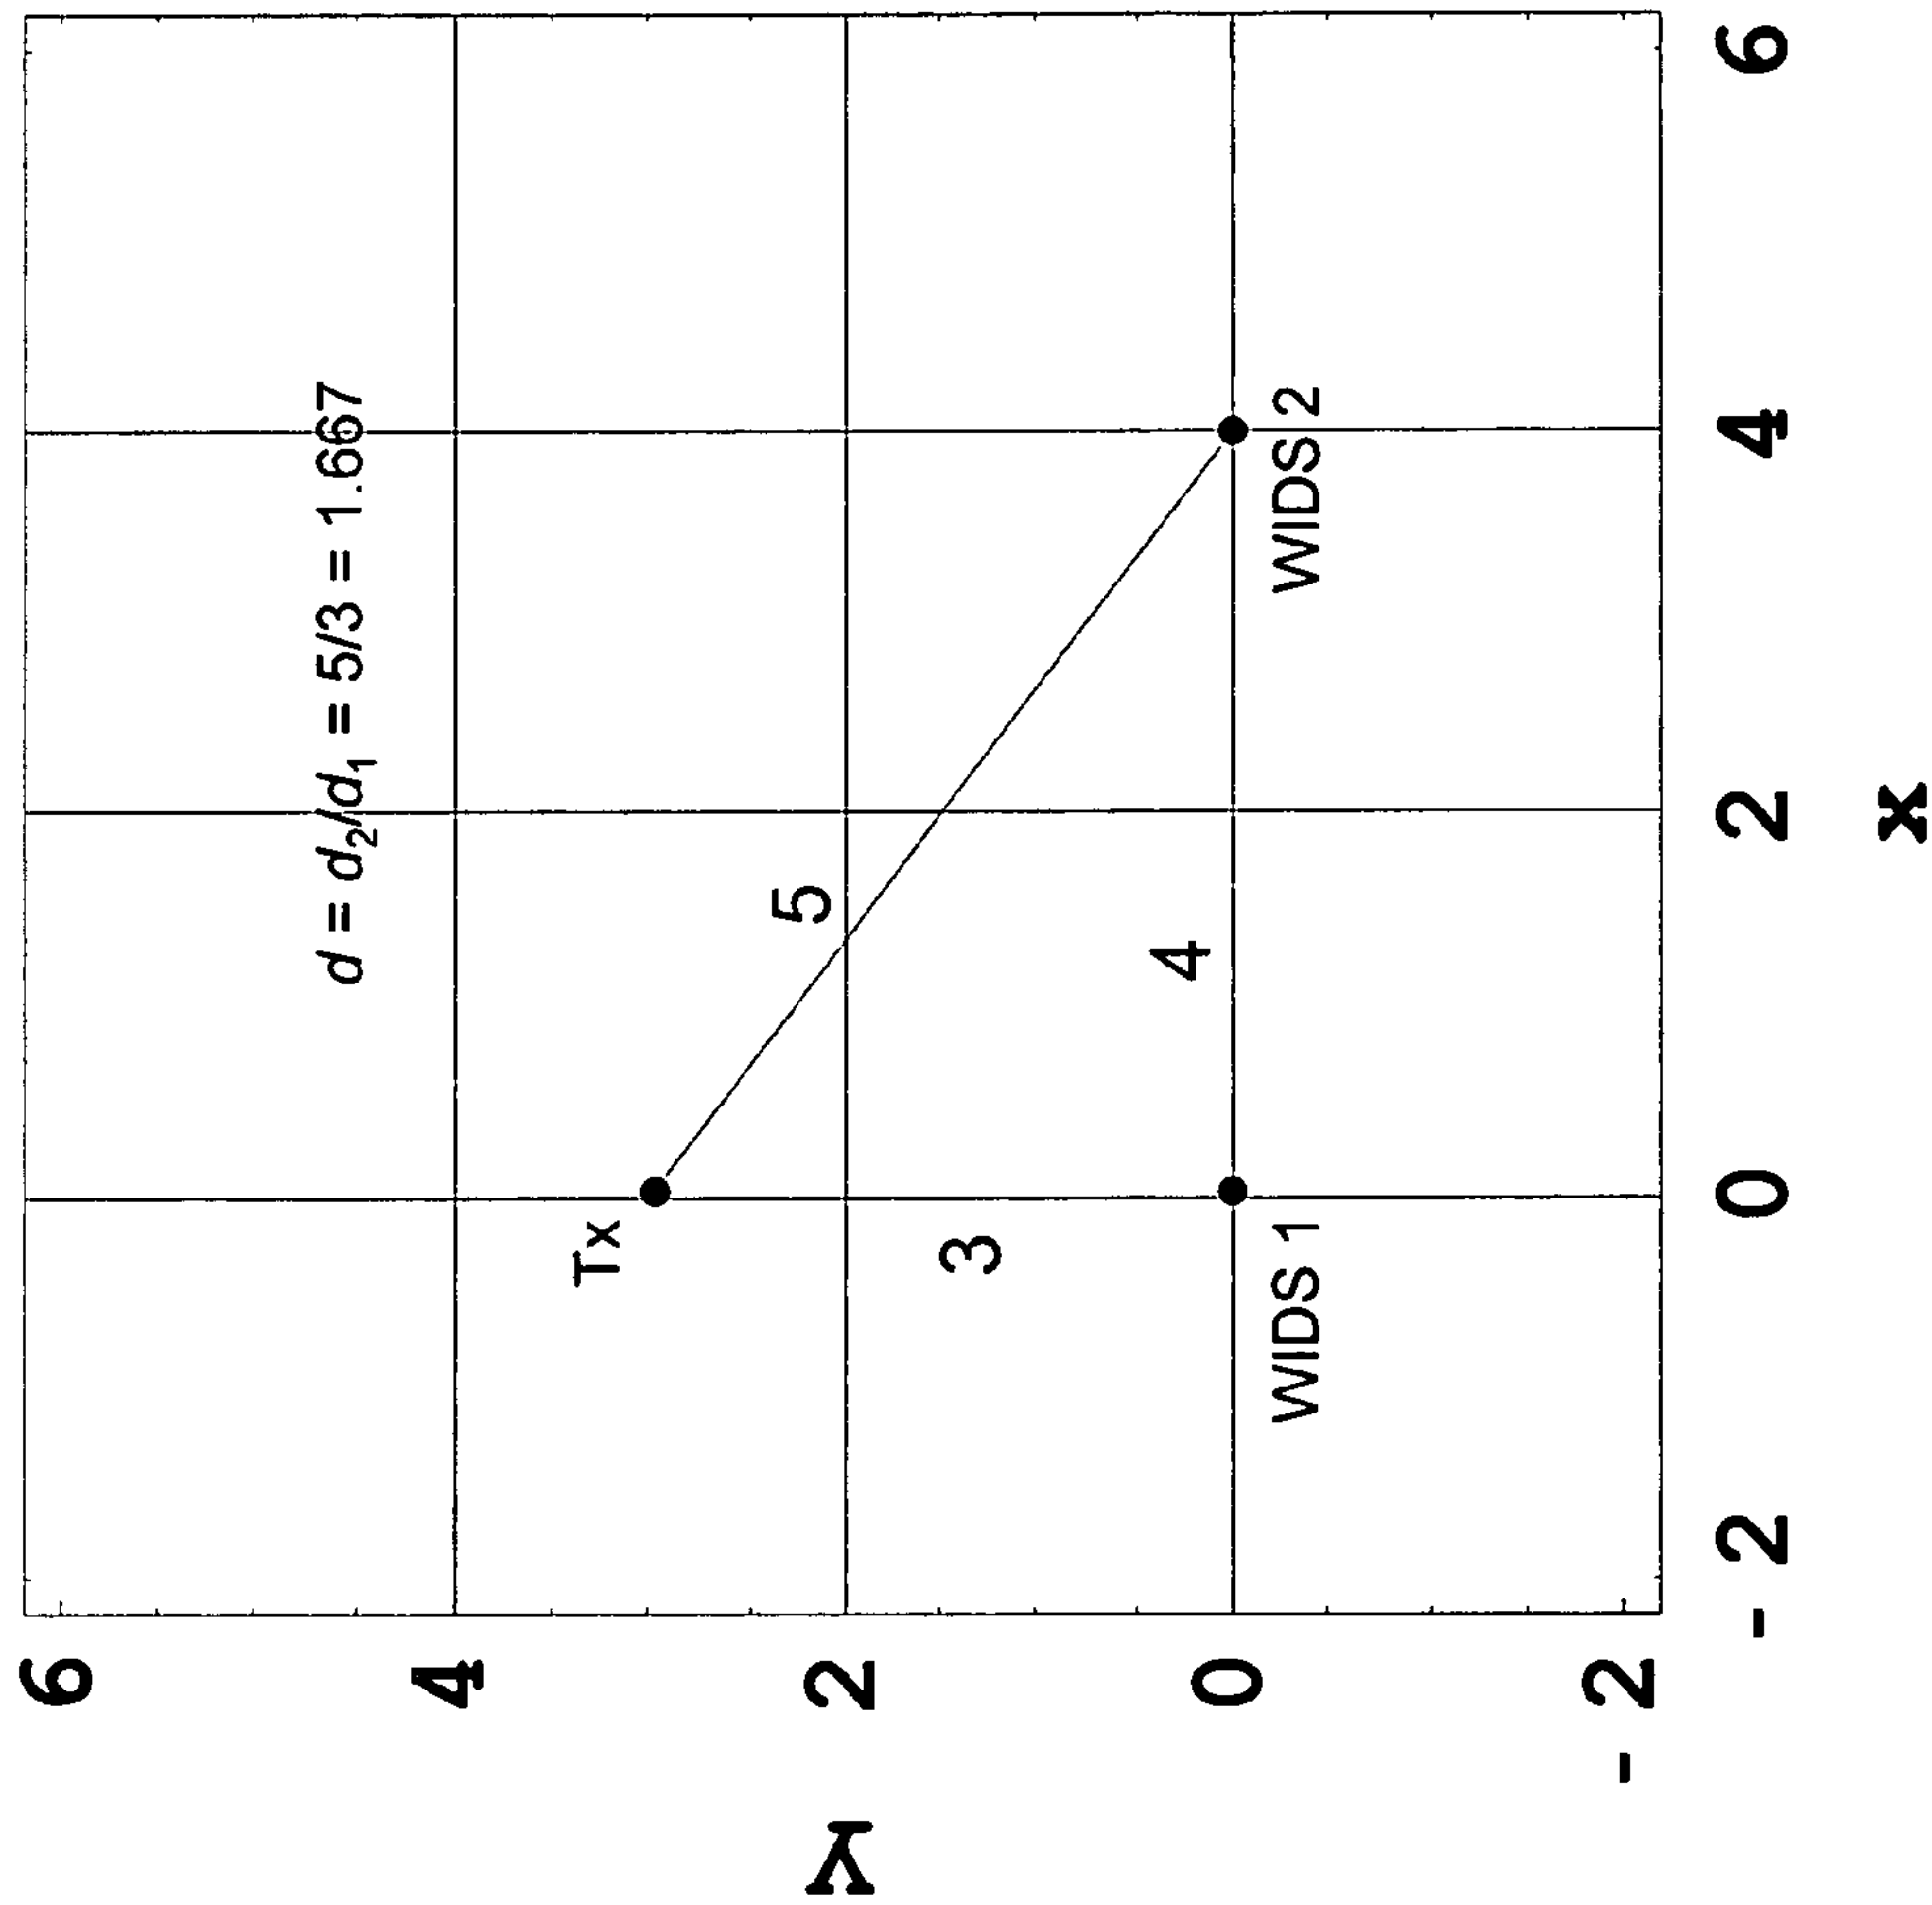 6
d = d₂/d₁ = 5/3 = 1.667
4
Tx
5
y
2
3
4
0
WIDS 1
WIDS 2
-2
-2 0 2 4 6
x